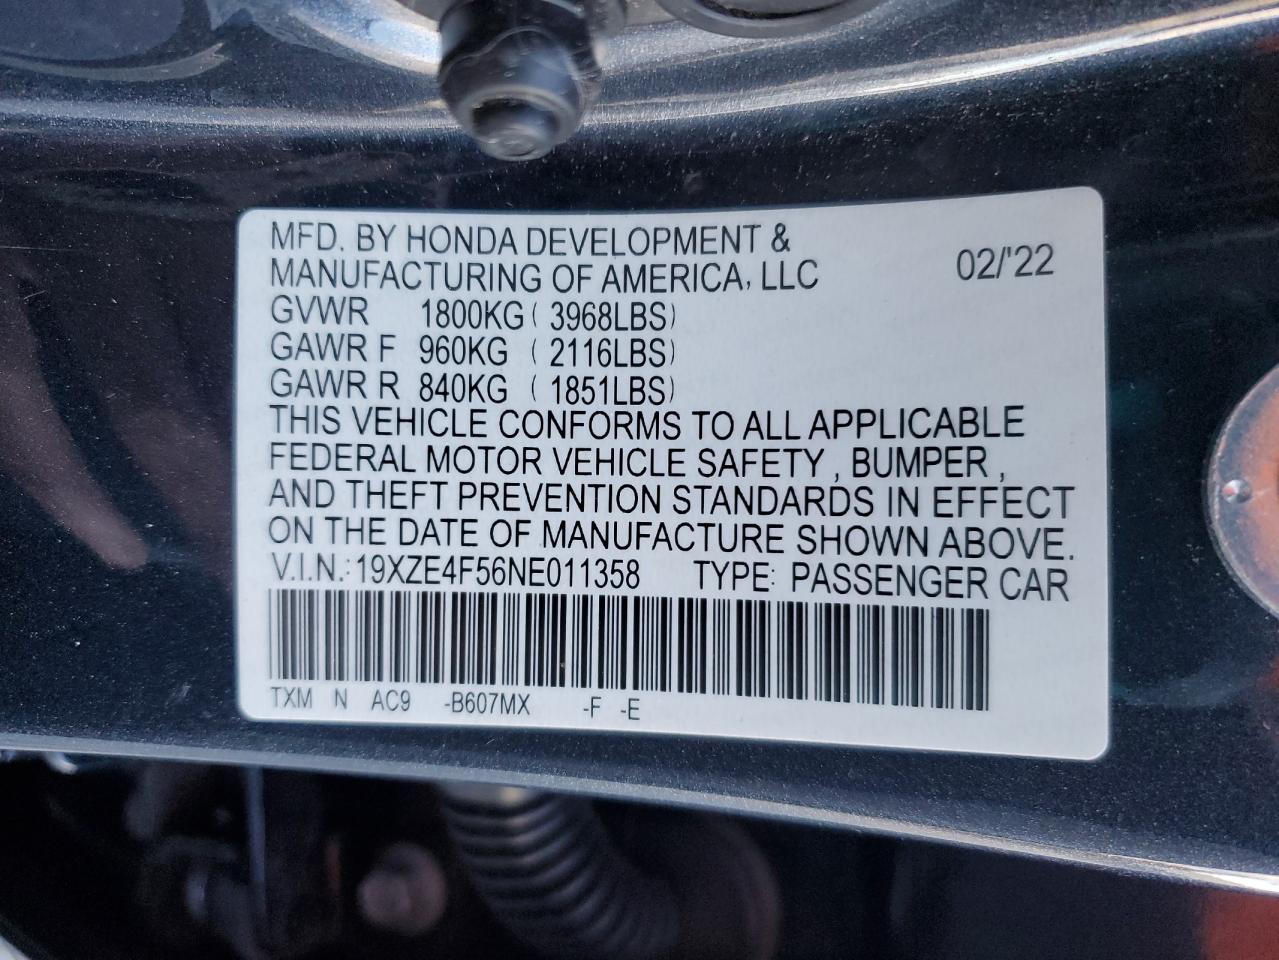 MFD. BY HONDA DEVELOPMENT &
MANUFACTURING OF AMERICA, LLC 02/'22
GVWR 1800KG ( 3968LBS)
GAWR F 960KG ( 2116LBS)
GAWR R 840KG ( 1851LBS)
THIS VEHICLE CONFORMS TO ALL APPLICABLE
FEDERAL MOTOR VEHICLE SAFETY , BUMPER ,
AND THEFT PREVENTION STANDARDS IN EFFECT
ON THE DATE OF MANUFACTURE SHOWN ABOVE.
V.I.N.: 19XZE4F56NE011358 TYPE: PASSENGER CAR
TXM N AC9 -B607MX -F -E